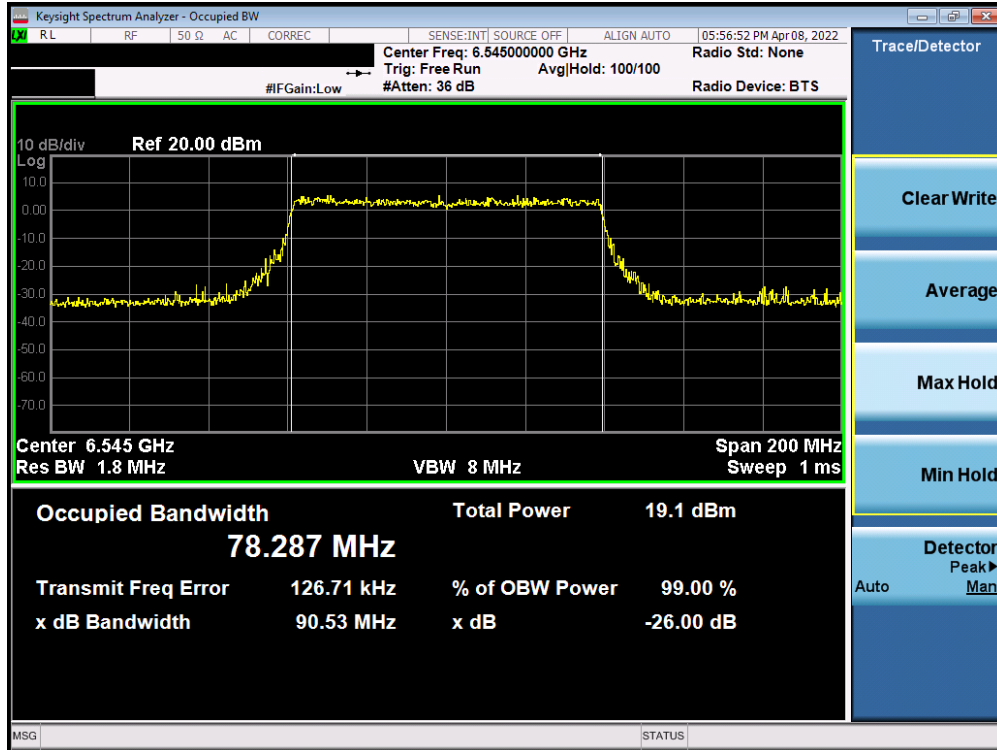 Keysight Spectrum Analyzer - Occupied BW
LXI RL RF 50 Ω AC CORREC SENSE:INT SOURCE OFF ALIGN AUTO 05:56:52 PM Apr 08, 2022
Center Freq: 6.545000000 GHz Radio Std: None
Trig: Free Run Avg|Hold: 100/100
#IFGain:Low #Atten: 36 dB Radio Device: BTS
10 dB/div Ref 20.00 dBm
Log
10.0
0.00
-10.0
-20.0
-30.0
-40.0
-50.0
-60.0
-70.0
Center 6.545 GHz Span 200 MHz
Res BW 1.8 MHz VBW 8 MHz Sweep 1 ms
Occupied Bandwidth Total Power 19.1 dBm
78.287 MHz
Transmit Freq Error 126.71 kHz % of OBW Power 99.00 %
x dB Bandwidth 90.53 MHz x dB -26.00 dB
Trace/Detector
Clear Write
Average
Max Hold
Min Hold
Detector
Peak▶
Auto Man
MSG STATUS